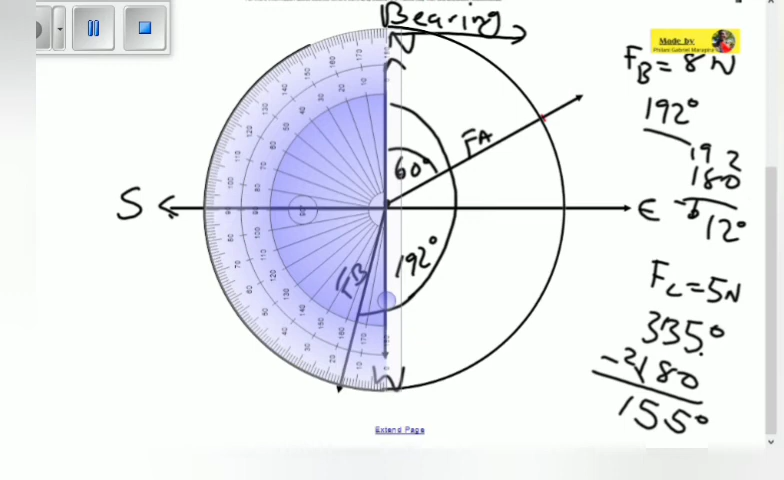 Bearing
N
Made by
FB = 8N
192°
192
180
12°
FA
60°
S
E
192°
FB
FC = 5N
335°
-180
155°
W
Extend Page